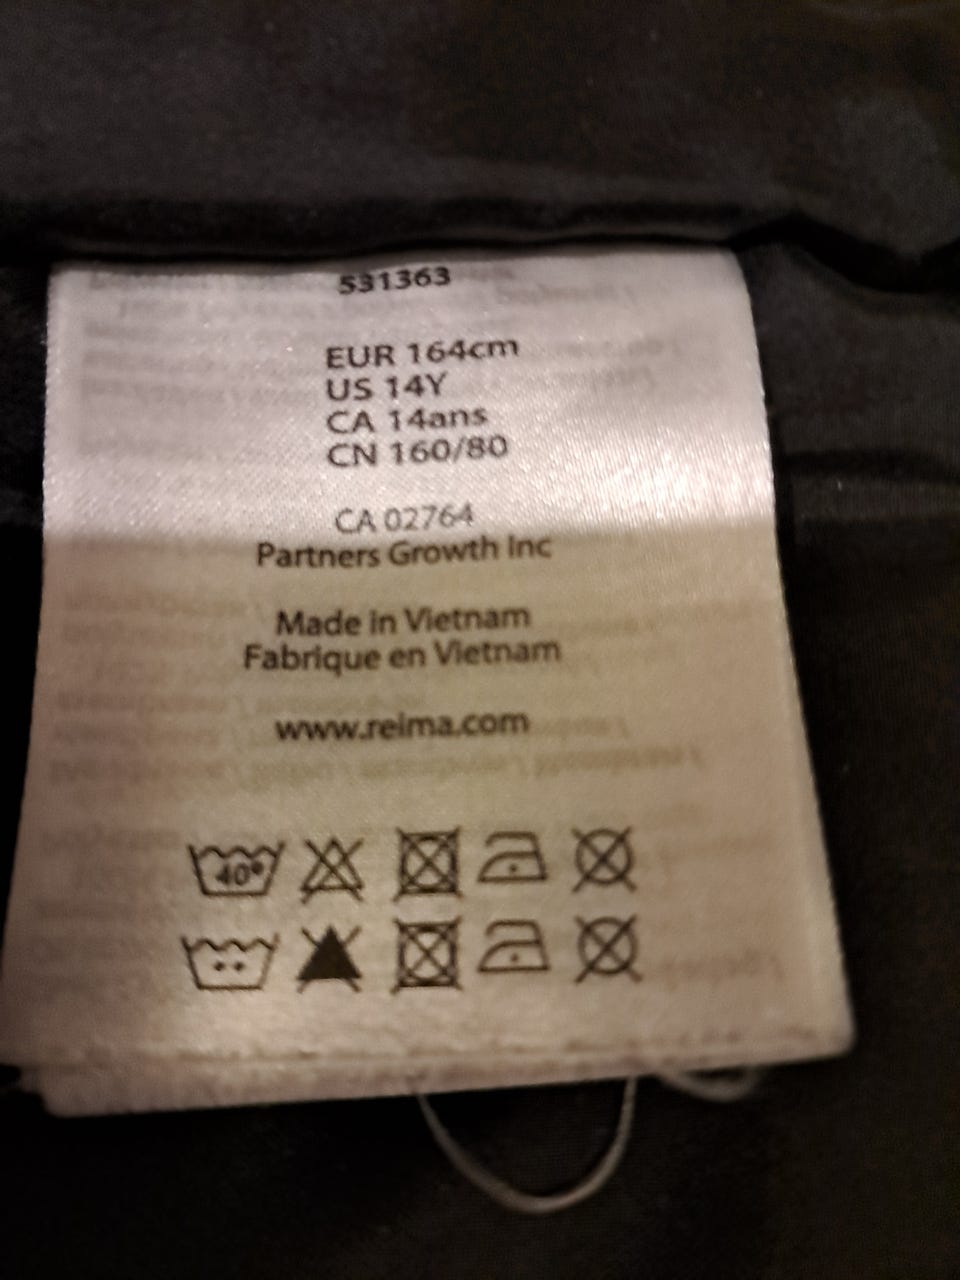 531363
EUR 164cm
US 14Y
CA 14ans
CN 160/80
CA 02764
Partners Growth Inc
Made in Vietnam
Fabrique en Vietnam
www.reima.com
40°